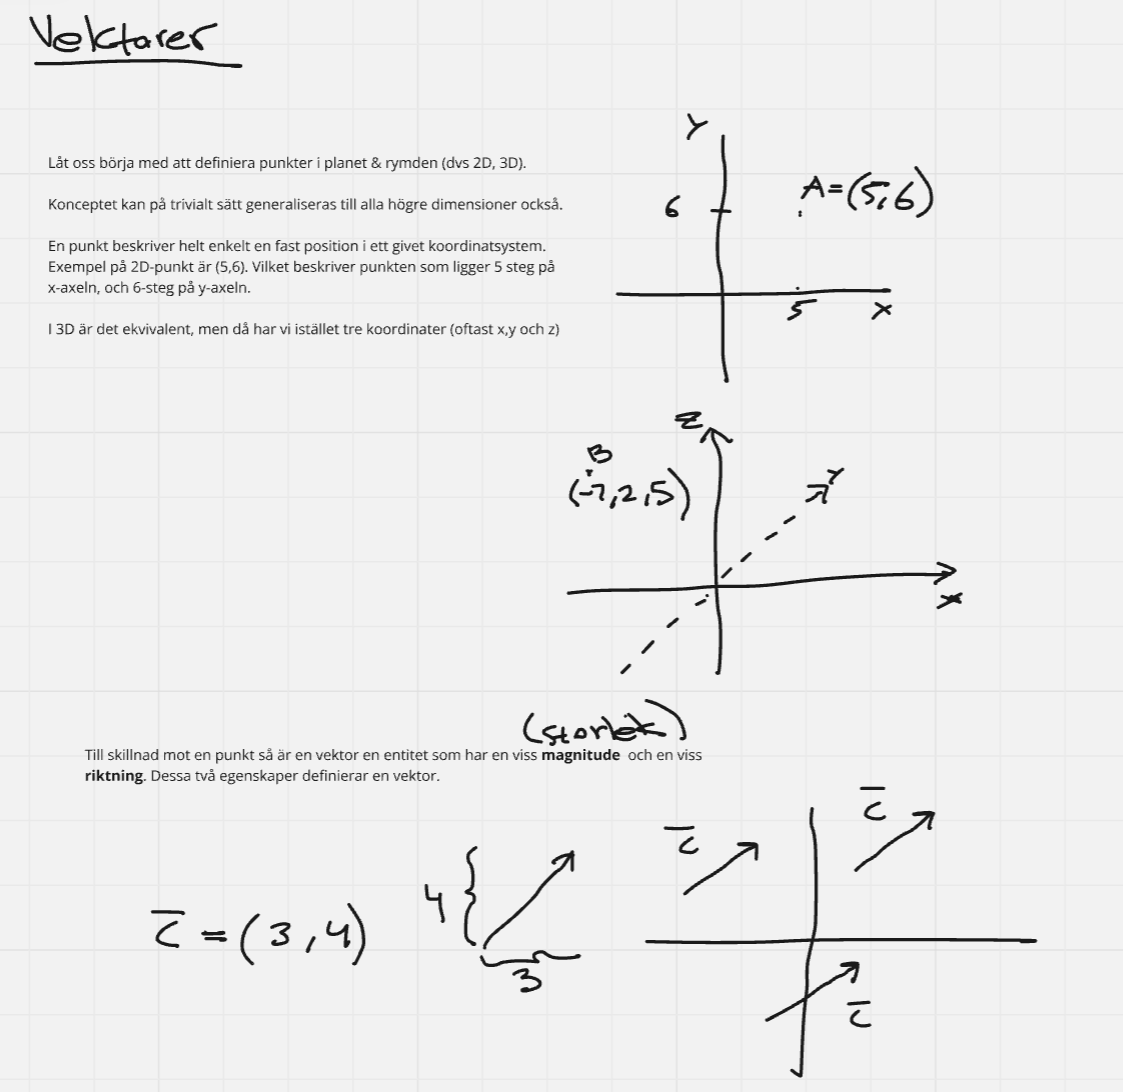 Vektorer
Låt oss börja med att definiera punkter i planet & rymden (dvs 2D, 3D).
Konceptet kan på trivialt sätt generaliseras till alla högre dimensioner också.
En punkt beskriver helt enkelt en fast position i ett givet koordinatsystem.
Exempel på 2D-punkt är (5,6). Vilket beskriver punkten som ligger 5 steg på
x-axeln, och 6-steg på y-axeln.
I 3D är det ekvivalent, men då har vi istället tre koordinater (oftast x,y och z)
Y
A=(5,6)
6
5
X
Z
B
(-7,2,5)
Y
X
(storlek)
Till skillnad mot en punkt så är en vektor en entitet som har en viss magnitude och en viss
riktning. Dessa två egenskaper definierar en vektor.
c̅ = (3,4)
4
3
c̅
c̅
c̅